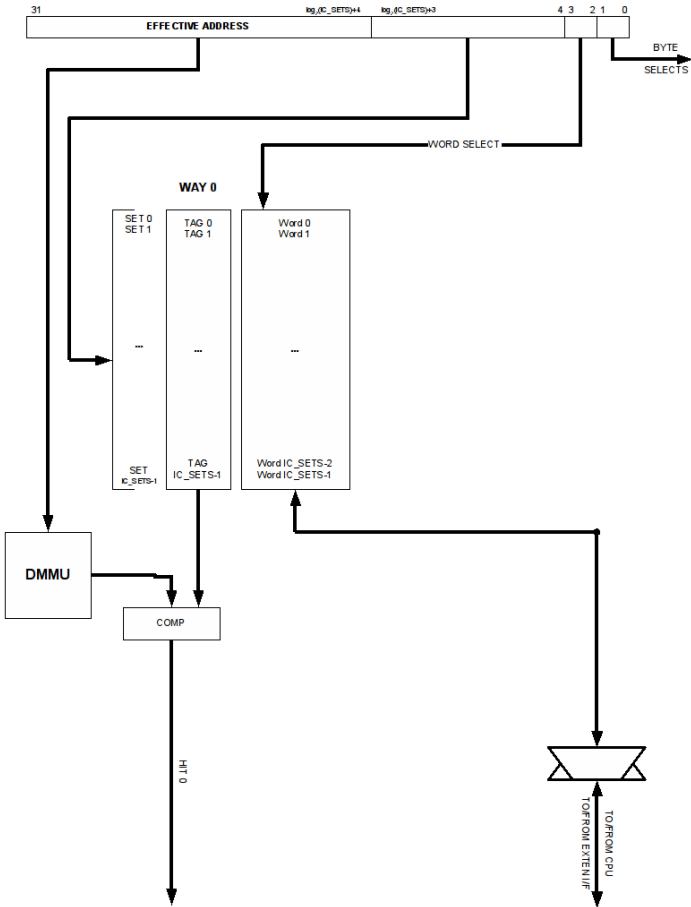 31 log₂(IC_SETS)+4 log₂(IC_SETS)+3 4 3 2 1 0
EFFECTIVE ADDRESS
BYTE
SELECTS
WORD SELECT
WAY 0
SET 0 TAG 0 Word 0
SET 1 TAG 1 Word 1
... ... ...
SET TAG Word IC_SETS-2
IC_SETS-1 IC_SETS-1 Word IC_SETS-1
DMMU
COMP
HIT 0
TO/FROM CPU
TO/FROM EXTEN I/F